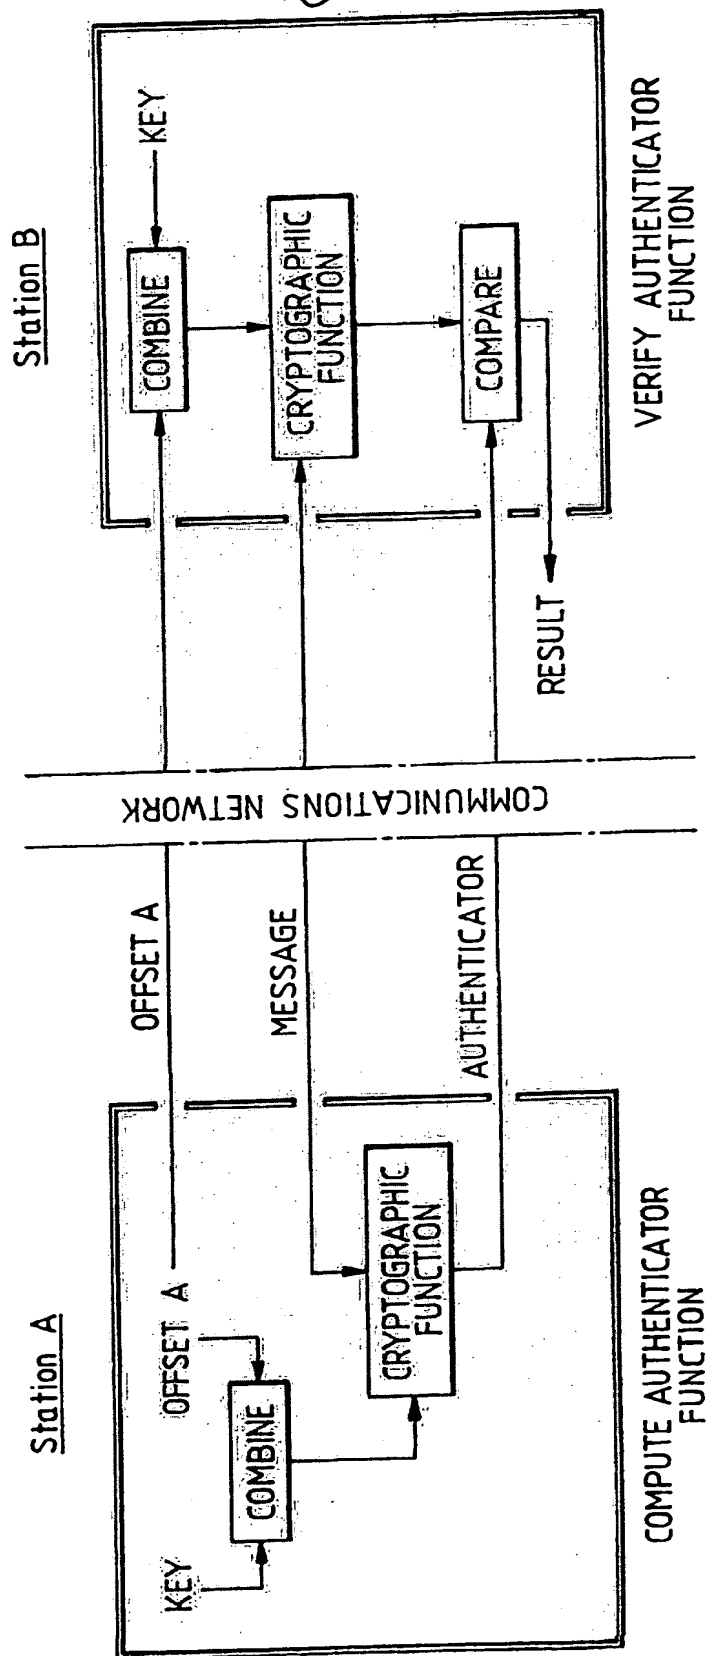 Station A
KEY
OFFSET A
COMBINE
CRYPTOGRAPHIC
FUNCTION
COMPUTE AUTHENTICATOR
FUNCTION
OFFSET A
MESSAGE
AUTHENTICATOR
COMMUNICATIONS NETWORK
Station B
COMBINE
KEY
CRYPTOGRAPHIC
FUNCTION
COMPARE
RESULT
VERIFY AUTHENTICATOR
FUNCTION